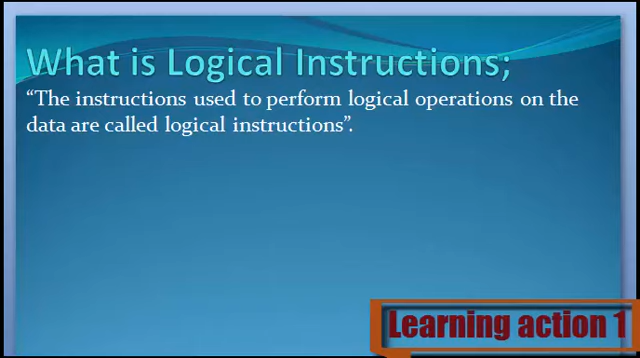 What is Logical Instructions;
“The instructions used to perform logical operations on the
data are called logical instructions”.
Learning action 1